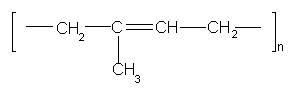 [ — CH₂ — C = CH — CH₂ — ]n
CH₃